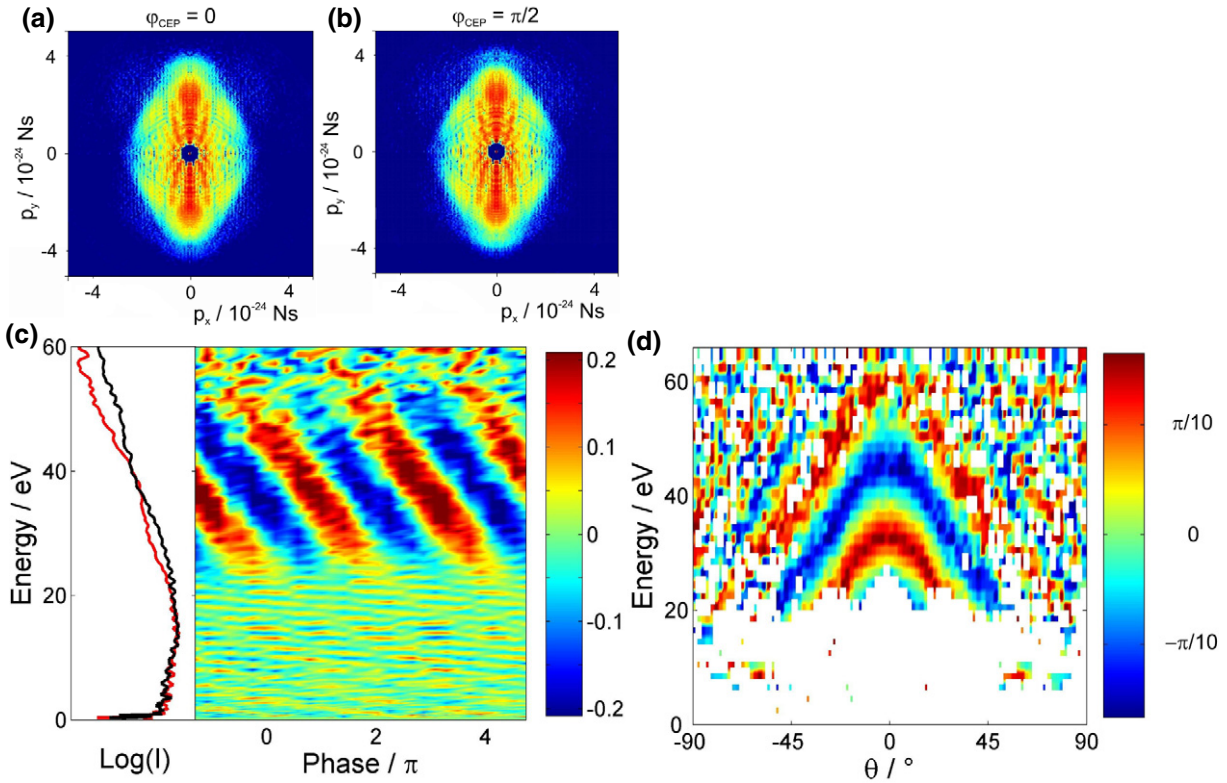 (a)
φCEP = 0
(b)
φCEP = π/2
4
0
-4
py / 10-24 Ns
-4
0
4
px / 10-24 Ns
4
0
-4
py / 10-24 Ns
-4
0
4
px / 10-24 Ns
(c)
60
40
20
0
Energy / eV
Log(I)
0
2
4
Phase / π
0.2
0.1
0
-0.1
-0.2
(d)
60
40
20
0
Energy / eV
-90
-45
0
45
90
θ / °
π/10
0
−π/10